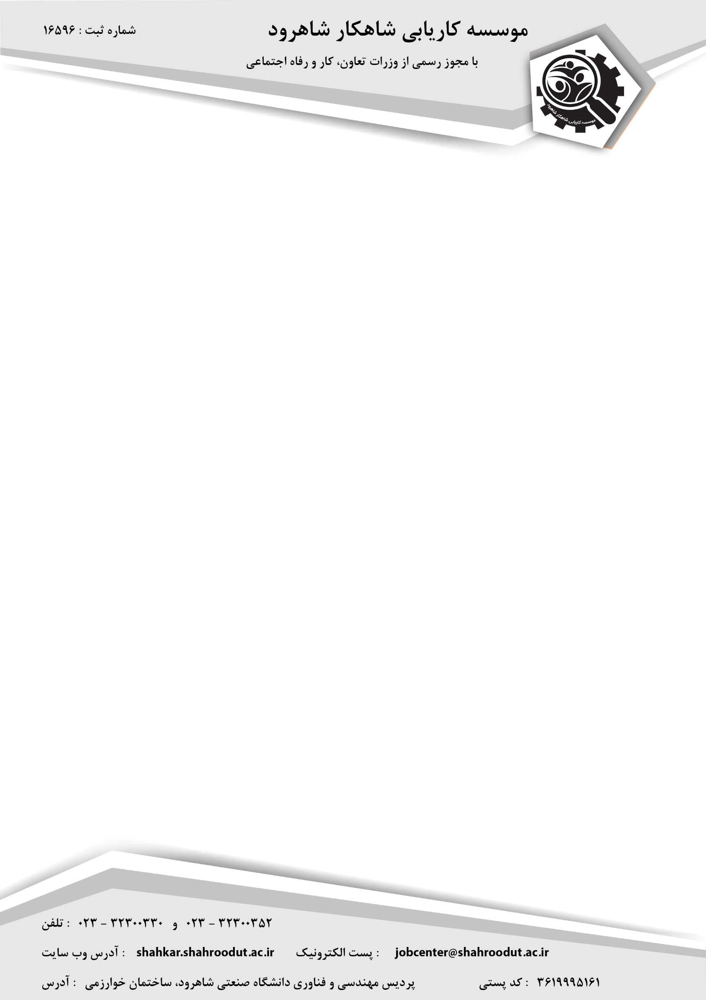 موسسه کاریابی شاهکار شاهرود
شماره ثبت : ۱۶۵۹۶
با مجوز رسمی از وزرات تعاون، کار و رفاه اجتماعی
موسسه کاریابی شاهکار شاهرود
تلفن : ۰۲۳ - ۳۲۳۰۰۳۳۰ و ۰۲۳ - ۳۲۳۰۰۳۵۲
آدرس وب سایت : shahkar.shahroodut.ac.ir پست الکترونیک : jobcenter@shahroodut.ac.ir
آدرس : پردیس مهندسی و فناوری دانشگاه صنعتی شاهرود، ساختمان خوارزمی کد پستی : ۳۶۱۹۹۹۵۱۶۱